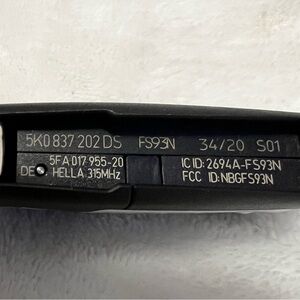 5K0 837 202 DS FS93N 34/20 S01
5FA 017 955-20
DE HELLA 315MHz
IC ID: 2694A-FS93N
FCC ID: NBGFS93N